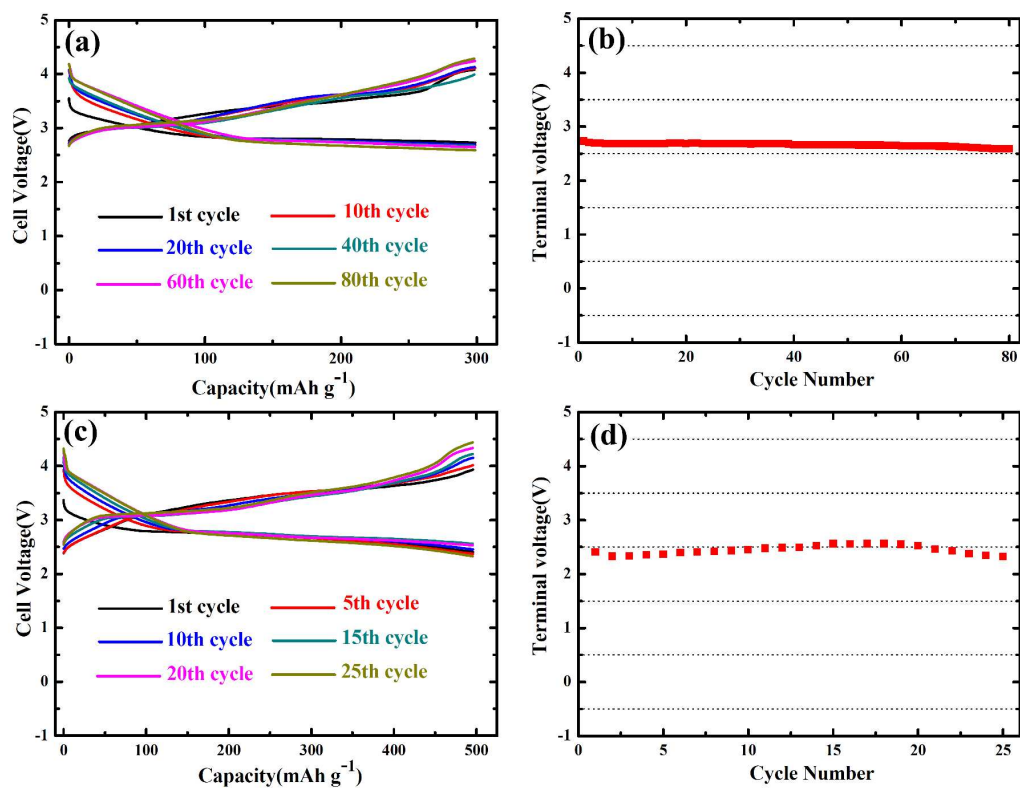 (a)
Cell Voltage(V)
5
4
3
2
1
0
-1
1st cycle
10th cycle
20th cycle
40th cycle
60th cycle
80th cycle
0
100
200
300
Capacity(mAh g⁻¹)
(b)
Terminal voltage(V)
5
4
3
2
1
0
-1
0
20
40
60
80
Cycle Number
(c)
Cell Voltage(V)
5
4
3
2
1
0
-1
1st cycle
5th cycle
10th cycle
15th cycle
20th cycle
25th cycle
0
100
200
300
400
500
Capacity(mAh g⁻¹)
(d)
Terminal voltage(V)
5
4
3
2
1
0
-1
0
5
10
15
20
25
Cycle Number